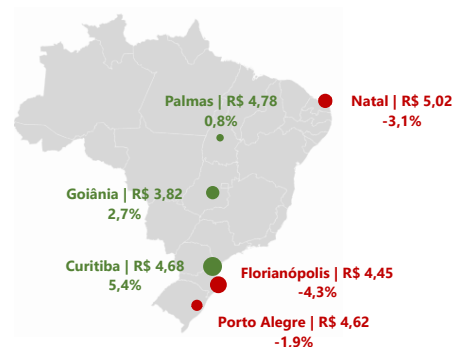 Palmas | R$ 4,78
0,8%
Natal | R$ 5,02
-3,1%
Goiânia | R$ 3,82
2,7%
Curitiba | R$ 4,68
5,4%
Florianópolis | R$ 4,45
-4,3%
Porto Alegre | R$ 4,62
-1,9%